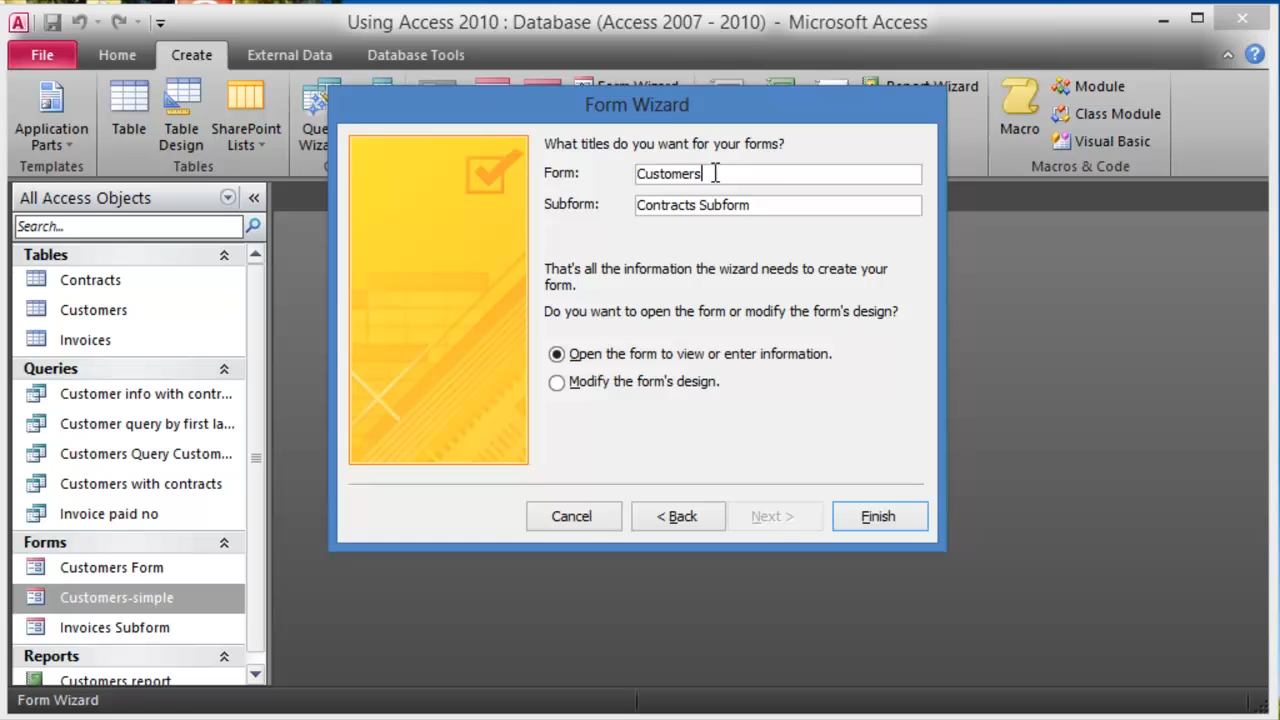 Using Access 2010 : Database (Access 2007 - 2010) - Microsoft Access
File Home Create External Data Database Tools
Application Parts
Templates
Table
Table Design
SharePoint Lists
Tables
Form Wizard
Report Wizard
Macro
Module
Class Module
Visual Basic
Macros & Code
Form Wizard
What titles do you want for your forms?
Form: Customers
Subform: Contracts Subform
That's all the information the wizard needs to create your
form.
Do you want to open the form or modify the form's design?
Open the form to view or enter information.
Modify the form's design.
Cancel
< Back
Next >
Finish
All Access Objects
Search...
Tables
Contracts
Customers
Invoices
Queries
Customer info with contr...
Customer query by first la...
Customers Query Custom...
Customers with contracts
Invoice paid no
Forms
Customers Form
Customers-simple
Invoices Subform
Reports
Customers report
Form Wizard